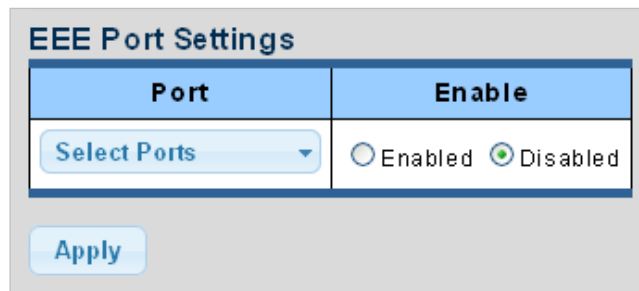 EEE Port Settings
Port Enable
Select Ports Enabled Disabled
Apply